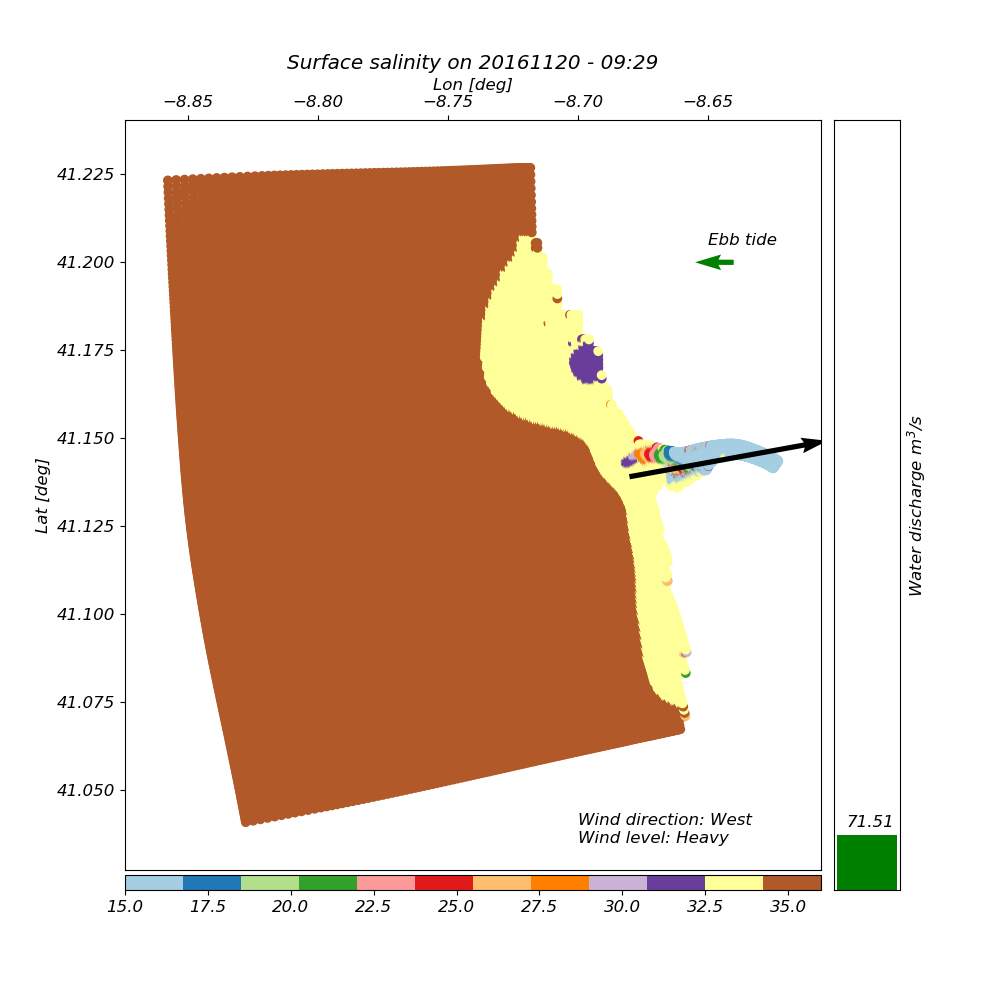 Surface salinity on 20161120 - 09:29
Lon [deg]
−8.85 −8.80 −8.75 −8.70 −8.65
41.225
41.200
41.175
41.150
41.125
41.100
41.075
41.050
Lat [deg]
Ebb tide
Wind direction: West
Wind level: Heavy
71.51
Water discharge m³/s
15.0 17.5 20.0 22.5 25.0 27.5 30.0 32.5 35.0